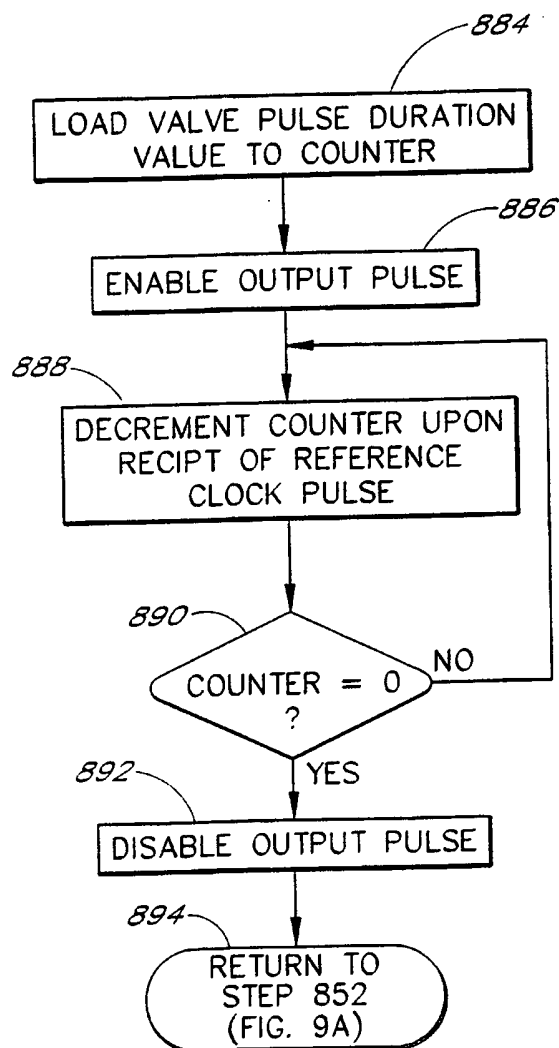 884
LOAD VALVE PULSE DURATION
VALUE TO COUNTER
886
ENABLE OUTPUT PULSE
888
DECREMENT COUNTER UPON
RECIPT OF REFERENCE
CLOCK PULSE
890
COUNTER = 0
?
NO
YES
892
DISABLE OUTPUT PULSE
894
RETURN TO
STEP 852
(FIG. 9A)